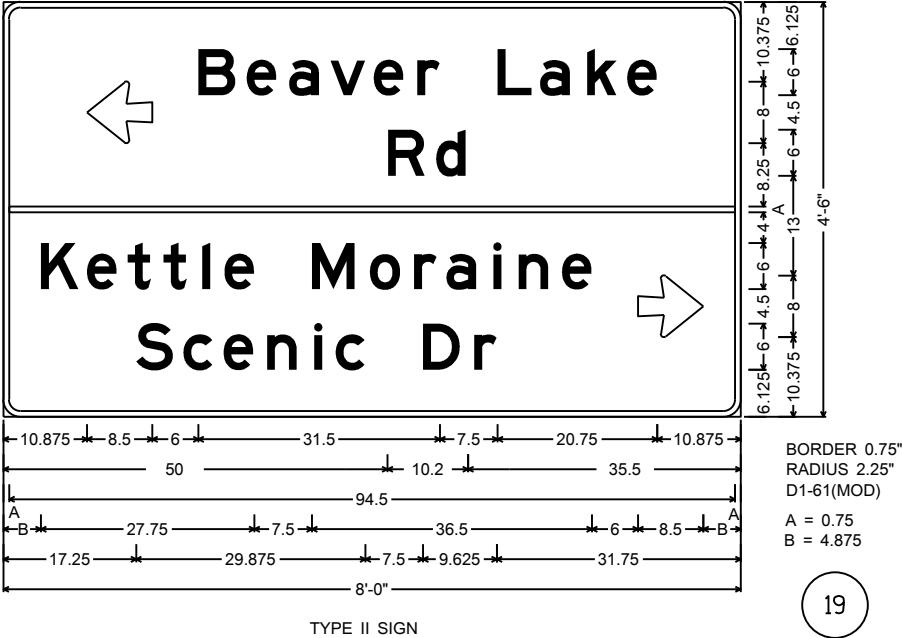 Beaver Lake
Rd
Kettle Moraine
Scenic Dr
10.375 8 8.25 A 4 6 4.5 6 6.125
6.125 6 4.5 6 13 8 10.375
4'-6"
10.875 8.5 6 31.5 7.5 20.75 10.875
50 10.2 35.5
94.5
A A
B 27.75 7.5 36.5 6 8.5 B
17.25 29.875 7.5 9.625 31.75
8'-0"
BORDER 0.75"
RADIUS 2.25"
D1-61(MOD)
A = 0.75
B = 4.875
19
TYPE II SIGN